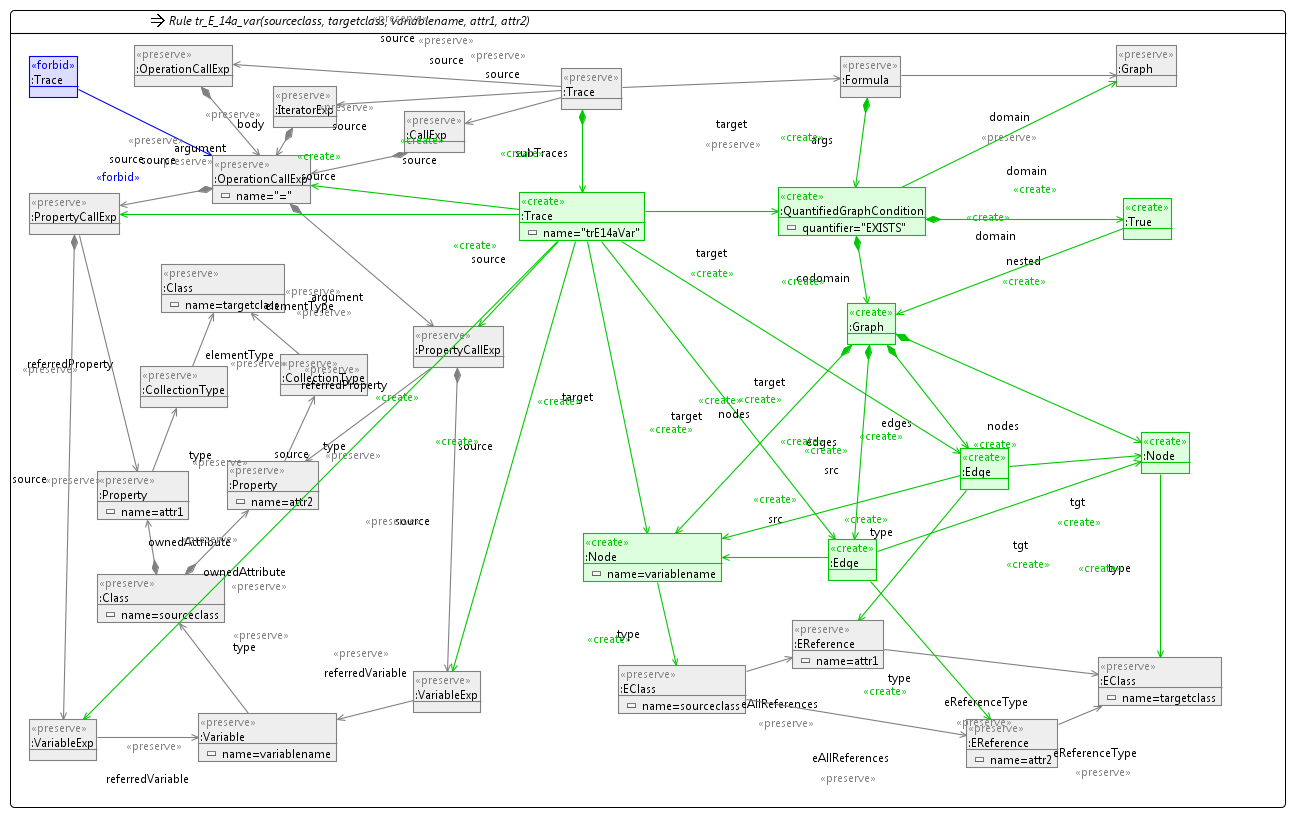 Rule tr_E_14a_var(sourceclass, targetclass, variablename, attr1, attr2)
«preserve»
source
«preserve»
source
«preserve»
source
«forbid»
:Trace
«preserve»
:OperationCallExp
«preserve»
:IteratorExp
«preserve»
:CallExp
«preserve»
:Trace
«preserve»
:Formula
«preserve»
:Graph
«preserve»
body
«preserve»
source
«create»
source
«preserve»
argument
source
source
«preserve»
«forbid»
«create»
source
«create»
subTraces
target
«preserve»
«create»
args
domain
«preserve»
domain
«create»
«preserve»
:OperationCallExp
name="="
«preserve»
:PropertyCallExp
«create»
:Trace
name="trE14aVar"
«create»
:QuantifiedGraphCondition
quantifier="EXISTS"
«create»
:True
«create»
domain
«create»
source
target
«create»
codomain
«create»
nested
«create»
«preserve»
:Class
name=targetclass
«preserve»
argument
elementType
«preserve»
«create»
:Graph
«preserve»
:PropertyCallExp
elementType
«preserve»
referredProperty
«preserve»
«preserve»
:CollectionType
«preserve»
:CollectionType
referredProperty
«create»
target
«create»
target
«create»
target
«create»
«create»
nodes
edges
«create»
nodes
«create»
edges
«create»
«create»
src
type
«preserve»
source
type
«preserve»
«create»
source
source
«preserve»
«preserve»
:Property
name=attr1
«preserve»
:Property
name=attr2
«create»
:Edge
«create»
:Node
«create»
src
«create»
type
tgt
«create»
tgt
«create»
«create»
type
«preserve»
source
ownedAttribute
«preserve»
ownedAttribute
«preserve»
«create»
:Node
name=variablename
«create»
:Edge
«preserve»
:Class
name=sourceclass
«preserve»
type
«preserve»
referredVariable
«create»
type
«preserve»
:EReference
name=attr1
«preserve»
:EClass
name=sourceclass
«preserve»
:EClass
name=targetclass
type
«create»
eAllReferences
«preserve»
eReferenceType
«preserve»
«preserve»
:VariableExp
«preserve»
:VariableExp
«preserve»
:Variable
name=variablename
«preserve»
:EReference
name=attr2
«preserve»
referredVariable
eAllReferences
«preserve»
eReferenceType
«preserve»